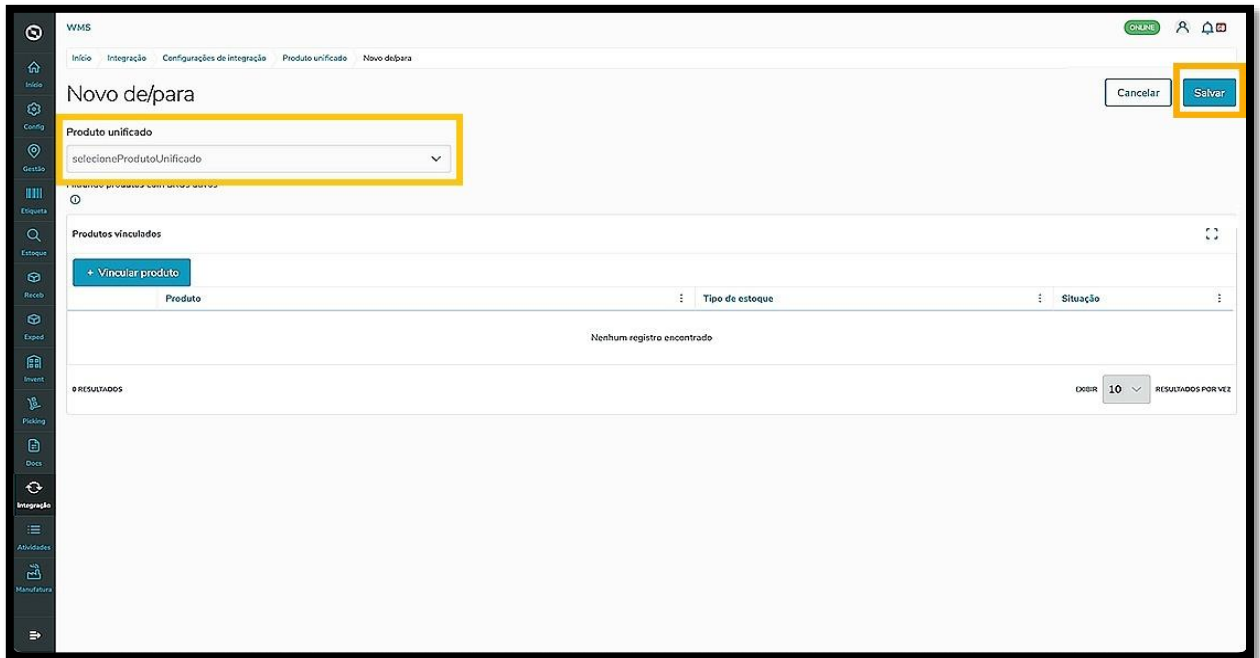 WMS
ONLINE
Início Integração Configurações de integração Produto unificado Novo de/para
Novo de/para
Cancelar
Salvar
Produto unificado
selecioneProdutoUnificado
Produtos vinculados
+ Vincular produto
Produto Tipo de estoque Situação
Nenhum registro encontrado
0 RESULTADOS
EXIBIR 10 RESULTADOS POR VEZ
Início
Config
Gestão
Etiqueta
Estoque
Receb
Exped
Invent
Picking
Docs
Integração
Atividades
Manufatura